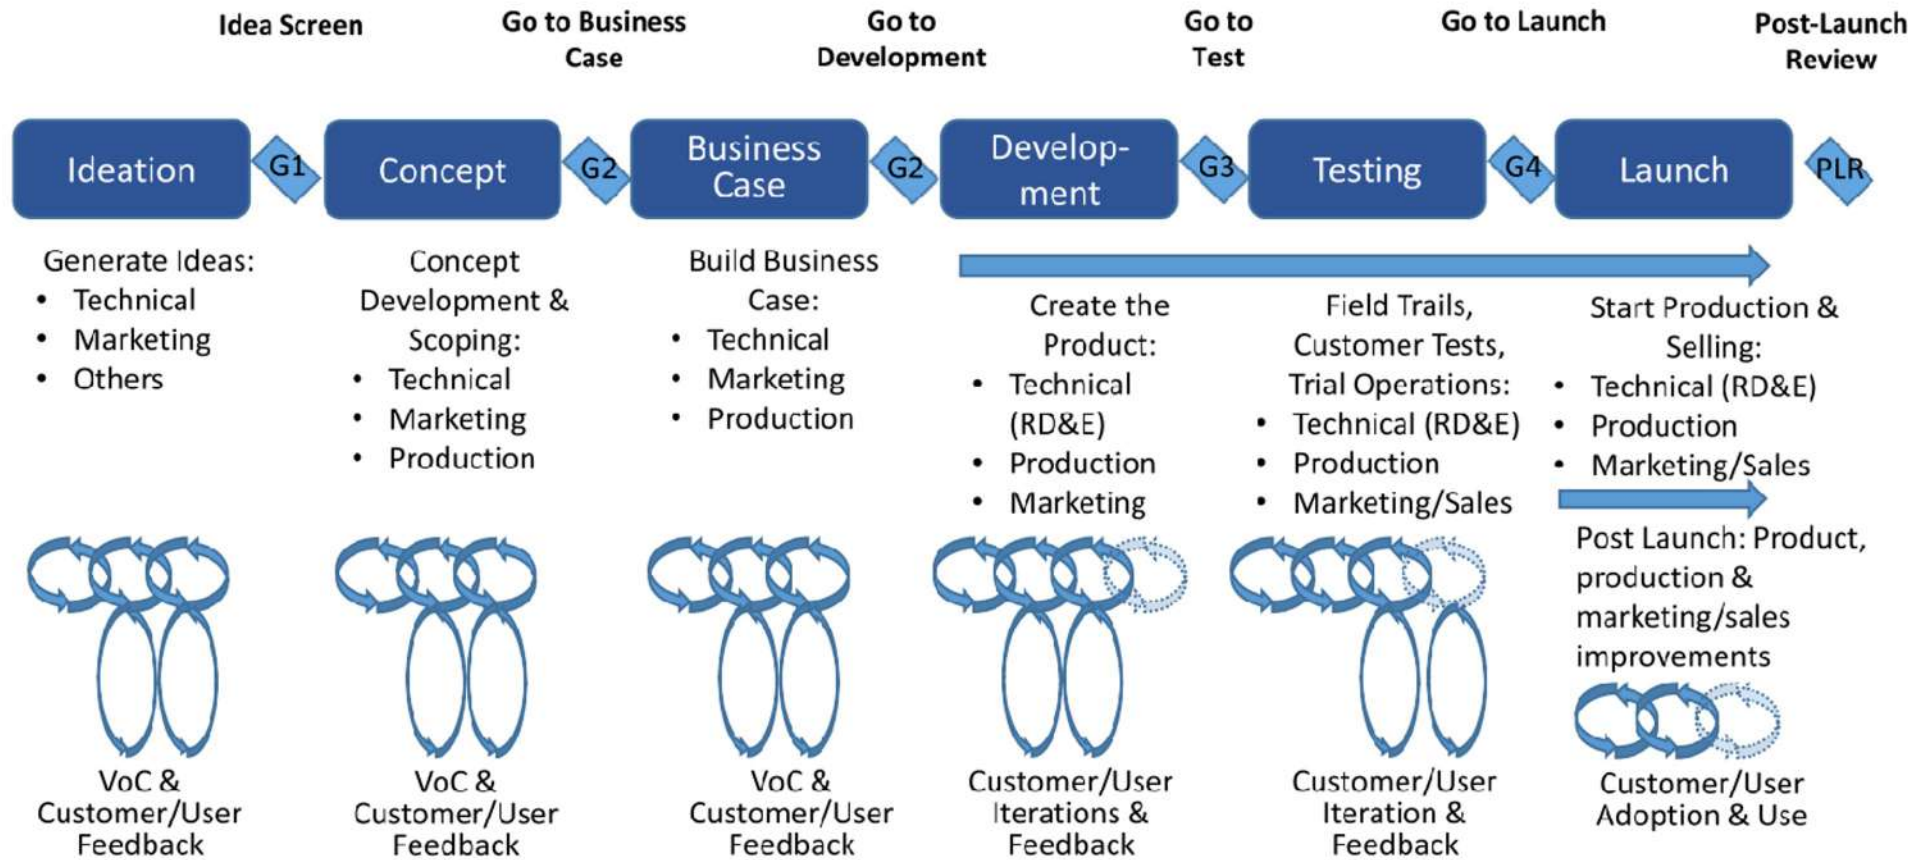 Idea Screen
Go to Business
Case
Go to
Development
Go to
Test
Go to Launch
Post-Launch
Review
Ideation
G1
Concept
G2
Business
Case
G2
Develop-
ment
G3
Testing
G4
Launch
PLR
Generate Ideas:
• Technical
• Marketing
• Others
Concept
Development &
Scoping:
• Technical
• Marketing
• Production
Build Business
Case:
• Technical
• Marketing
• Production
Create the
Product:
• Technical
(RD&E)
• Production
• Marketing
Field Trails,
Customer Tests,
Trial Operations:
• Technical (RD&E)
• Production
• Marketing/Sales
Start Production &
Selling:
• Technical (RD&E)
• Production
• Marketing/Sales
Post Launch: Product,
production &
marketing/sales
improvements
VoC &
Customer/User
Feedback
VoC &
Customer/User
Feedback
VoC &
Customer/User
Feedback
Customer/User
Iterations &
Feedback
Customer/User
Iteration &
Feedback
Customer/User
Adoption & Use